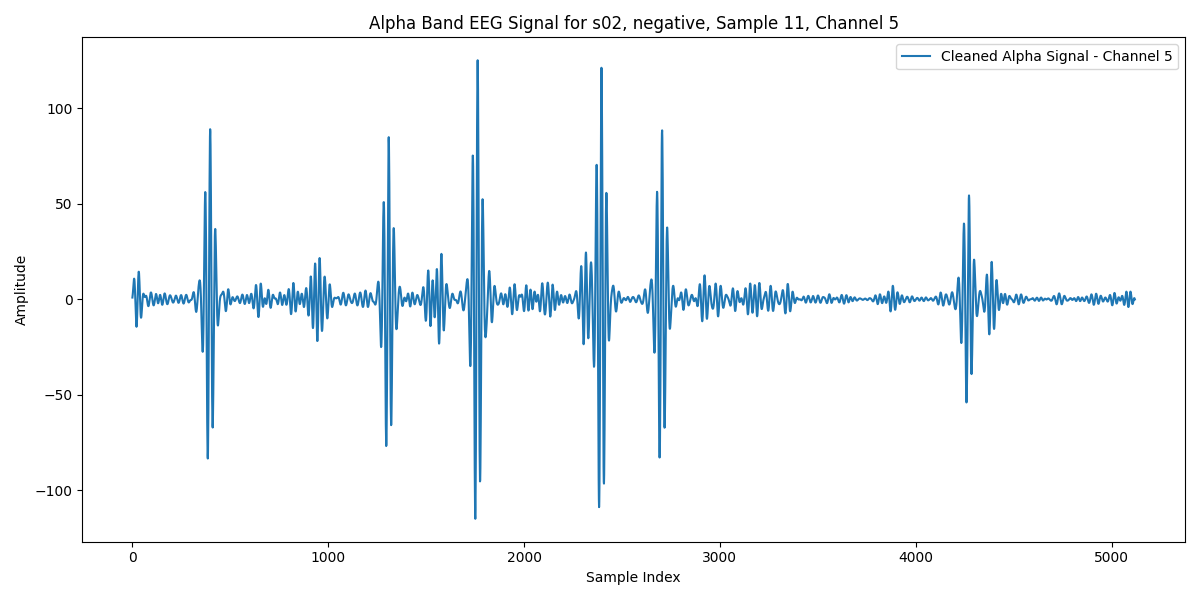 Alpha Band EEG Signal for s02, negative, Sample 11, Channel 5
Cleaned Alpha Signal - Channel 5
Amplitude
100
50
0
−50
−100
0 1000 2000 3000 4000 5000
Sample Index